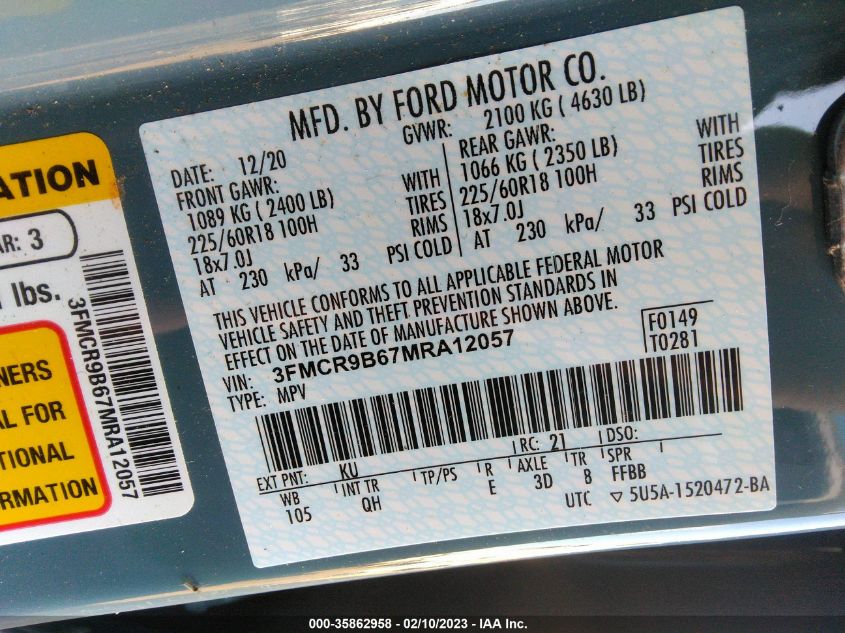 MFD. BY FORD MOTOR CO.
DATE: 12/20
GVWR: 2100 KG ( 4630 LB)
FRONT GAWR:
1089 KG ( 2400 LB) WITH
225/60R18 100H TIRES
18x7.0J RIMS
AT 230 kPa/ 33 PSI COLD
REAR GAWR:
1066 KG ( 2350 LB) WITH
225/60R18 100H TIRES
18x7.0J RIMS
AT 230 kPa/ 33 PSI COLD
THIS VEHICLE CONFORMS TO ALL APPLICABLE FEDERAL MOTOR
VEHICLE SAFETY AND THEFT PREVENTION STANDARDS IN
EFFECT ON THE DATE OF MANUFACTURE SHOWN ABOVE.
VIN: 3FMCR9B67MRA12057
TYPE: MPV
F0149
T0281
EXT PNT: KU RC: 21 DSO:
WB INT TR TP/PS R AXLE TR SPR
105 QH E 3D 8 FFBB
UTC ▽ 5U5A-1520472-BA
ATION
AR: 3
lbs.
3FMCR9B67MRA12057
NERS
AL FOR
TIONAL
ORMATION
000-35862958 - 02/10/2023 - IAA Inc.